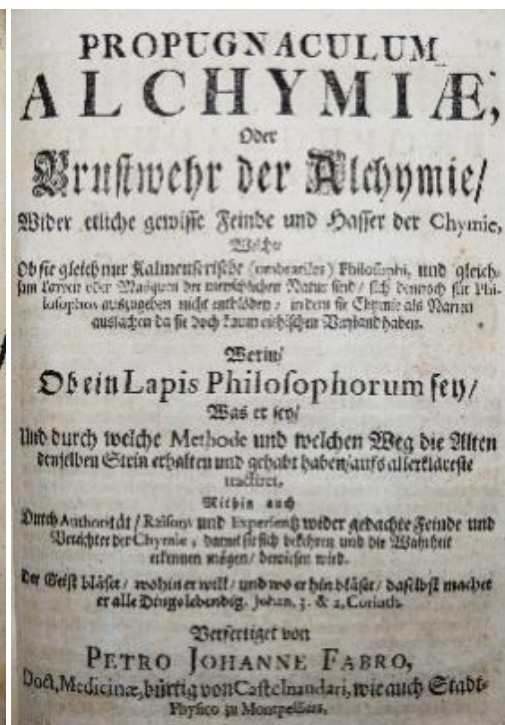 PROPUGNACULUM
ALCHYMIÆ,
Oder
Brustwehr der Alchymie/
Wider etliche gewisse Feinde und Hasser der Chymie,
Welche
Ob sie gleich nur Philosophi, und gleich-
sam Larven oder Masquen der menschlichen Natur sind / sich dennoch für Phi-
losophos auszugeben nicht entblöden / indem sie Chymie als Narren
auslachen da sie doch kaum Verstand haben.
Worin/
Ob ein Lapis Philosophorum sey/
Was er sey/
Und durch welche Methode und welchen Weg die Alten
denselben Stein erhalten und gehabt haben/ aufs allerkläreste
tractiret,
Mithin auch
Durch Authorität / Raisons und Experientz wider gedachte Feinde und
Verächter der Chymie, damit sie sich bekehren und die Wahrheit
erkennen mögen/ bewiesen wird.
Der Geist bläset / wohin er will / und wo er hin bläset / daselbst machet
er alle Dinge lebendig. Johan. 3. & 2. Corinth.
Verfertiget von
PETRO JOHANNE FABRO,
Doct. Medicinæ, bürtig von Castelnaudari, wie auch Stadt-
Physico zu Montpelliers.